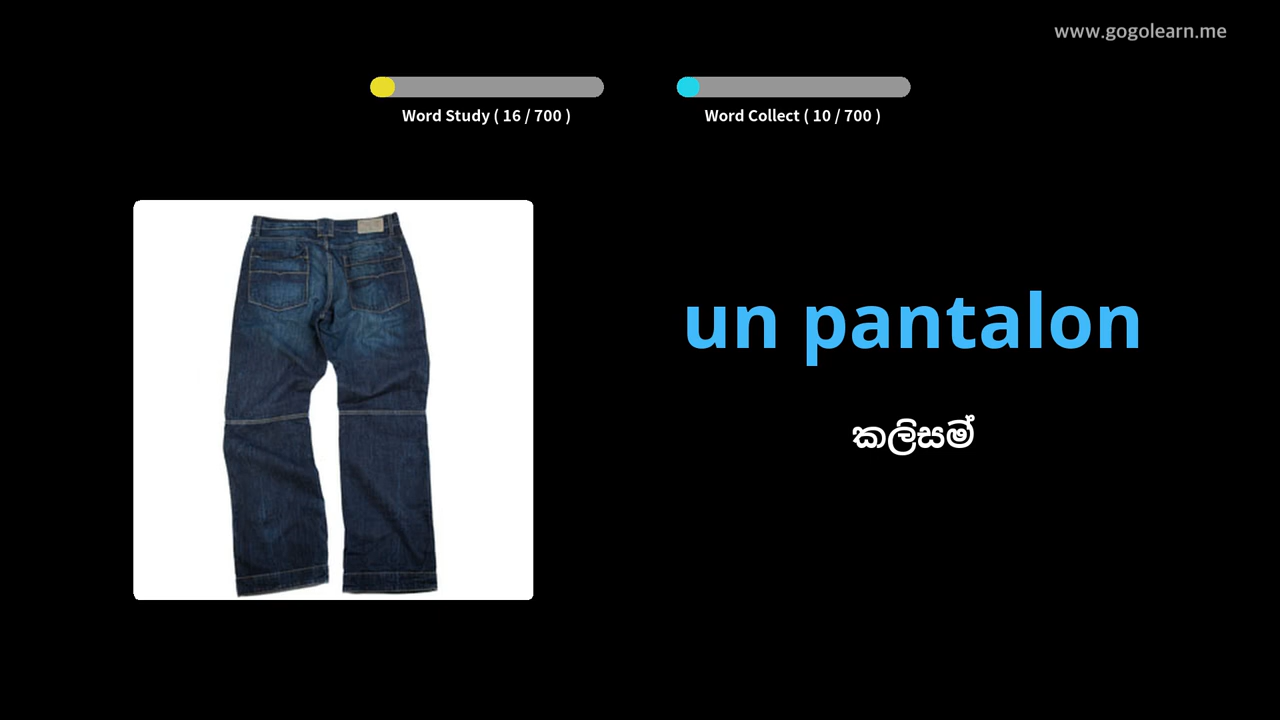 www.gogolearn.me
Word Study ( 16 / 700 )
Word Collect ( 10 / 700 )
un pantalon
කලිසම්